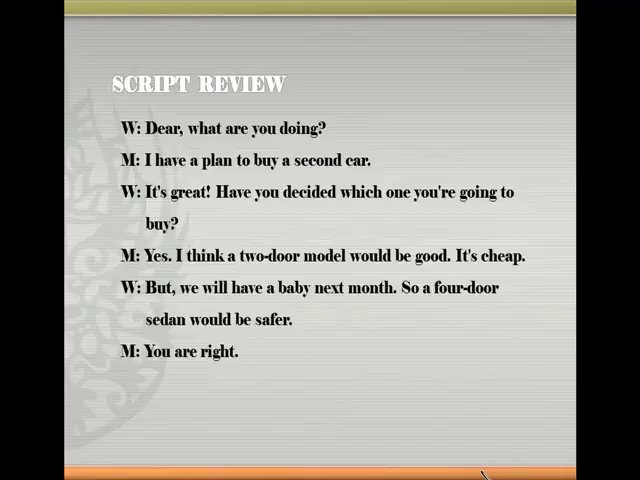 SCRIPT REVIEW
W: Dear, what are you doing?
M: I have a plan to buy a second car.
W: It's great! Have you decided which one you're going to
buy?
M: Yes. I think a two-door model would be good. It's cheap.
W: But, we will have a baby next month. So a four-door
sedan would be safer.
M: You are right.